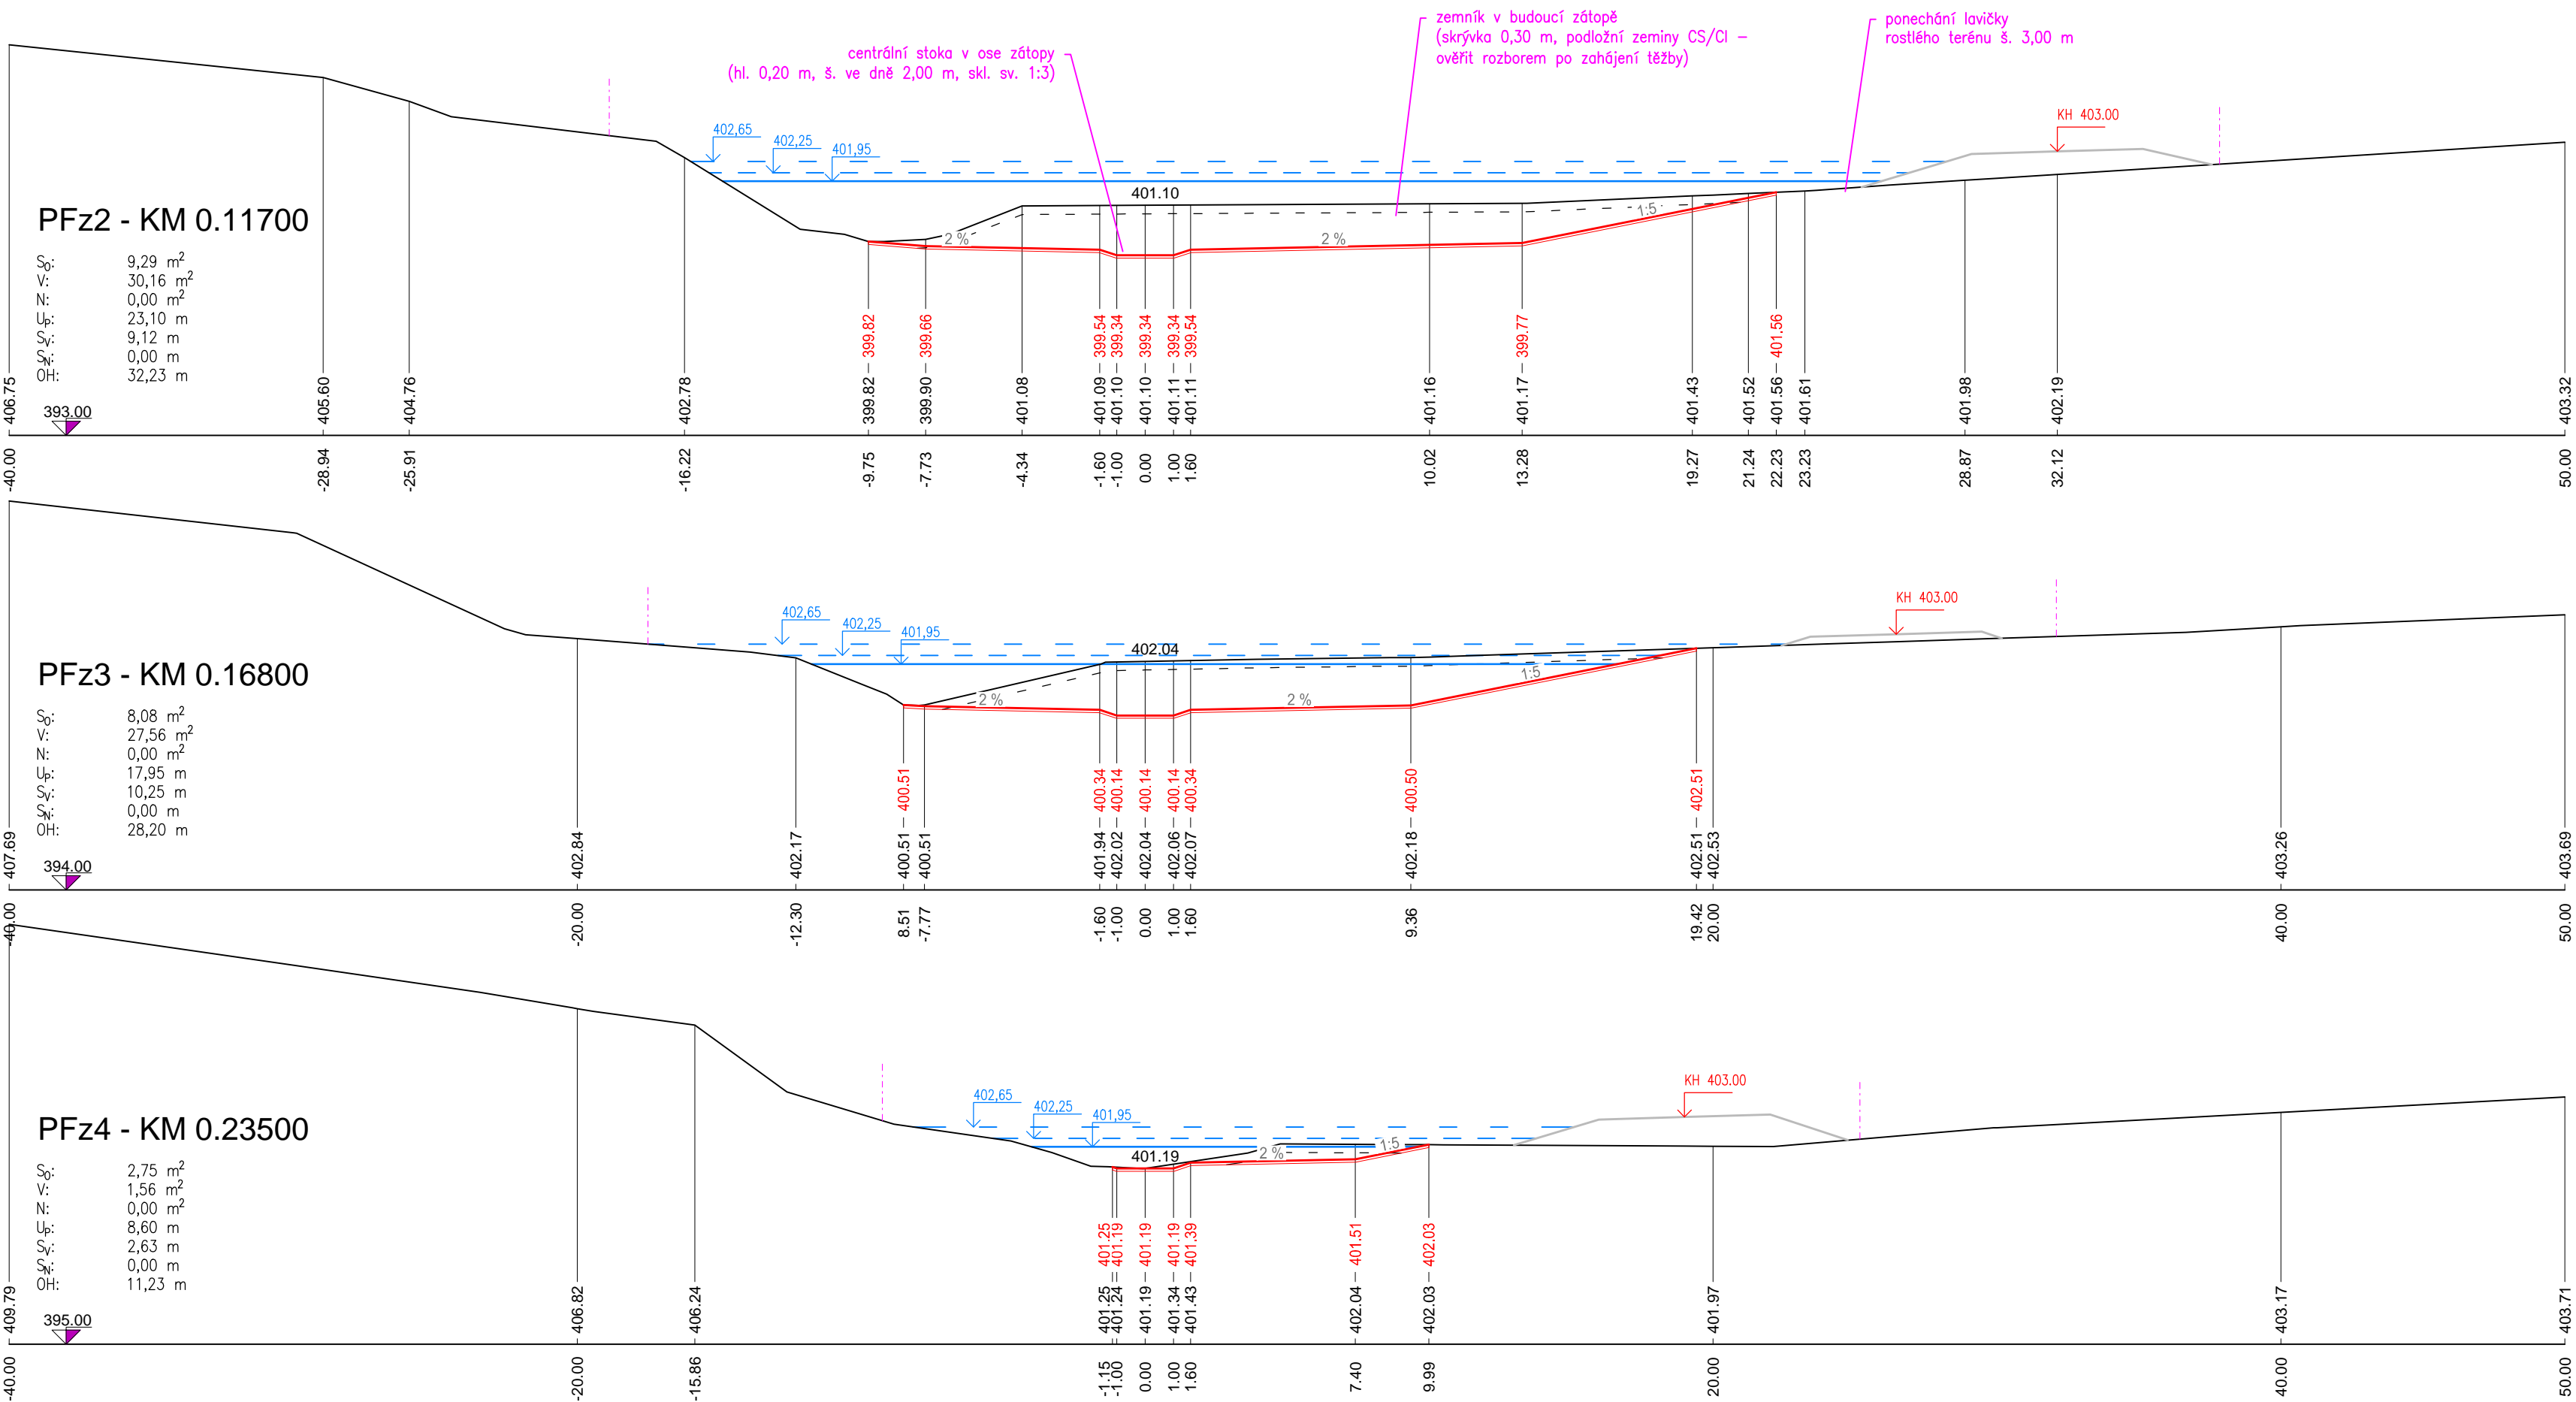 zemník v budoucí zátopě
(skrývka 0,30 m, podložní zeminy CS/CI –
ověřit rozborem po zahájení těžby)
ponechání lavičky
rostlého terénu š. 3,00 m
centrální stoka v ose zátopy
(hl. 0,20 m, š. ve dně 2,00 m, skl. sv. 1:3)
KH 403.00
402,65
402,25
401,95
401.10
PFz2 - KM 0.11700
2 %
2 %
1:5
S₀: 9,29 m²
V: 30,16 m²
N: 0,00 m²
Uₚ: 23,10 m
Sᵥ: 9,12 m
S_N: 0,00 m
OH: 32,23 m
393.00
399.82 399.66 399.54 399.34 399.34 399.34 399.54 399.77 401.56
406.75 405.60 404.76 402.78 399.82 399.90 401.08 401.09 401.10 401.10 401.11 401.11 401.16 401.17 401.43 401.52 401.56 401.61 401.98 402.19 403.32
-40.00 -28.94 -25.91 -16.22 -9.75 -7.73 -4.34 -1.60 -1.00 0.00 1.00 1.60 10.02 13.28 19.27 21.24 22.23 23.23 28.87 32.12 50.00
KH 403.00
402,65
402,25
401,95
402.04
PFz3 - KM 0.16800
2 %
2 %
1:5
S₀: 8,08 m²
V: 27,56 m²
N: 0,00 m²
Uₚ: 17,95 m
Sᵥ: 10,25 m
S_N: 0,00 m
OH: 28,20 m
394.00
400.51 400.34 400.14 400.14 400.14 400.34 400.50 402.51
407.69 402.84 402.17 400.51 400.51 401.94 402.02 402.04 402.06 402.07 402.18 402.51 402.53 403.26 403.69
-40.00 -20.00 -12.30 8.51 -7.77 -1.60 -1.00 0.00 1.00 1.60 9.36 19.42 20.00 40.00 50.00
KH 403.00
402,65
402,25
401,95
401.19
PFz4 - KM 0.23500
2 %
1:5
S₀: 2,75 m²
V: 1,56 m²
N: 0,00 m²
Uₚ: 8,60 m
Sᵥ: 2,63 m
S_N: 0,00 m
OH: 11,23 m
395.00
401.25 401.19 401.19 401.19 401.39 401.51 402.03
409.79 406.82 406.24 401.25 401.24 401.19 401.34 401.43 402.04 402.03 401.97 403.17 403.71
-40.00 -20.00 -15.86 -1.15 -1.00 0.00 1.00 1.60 7.40 9.99 20.00 40.00 50.00